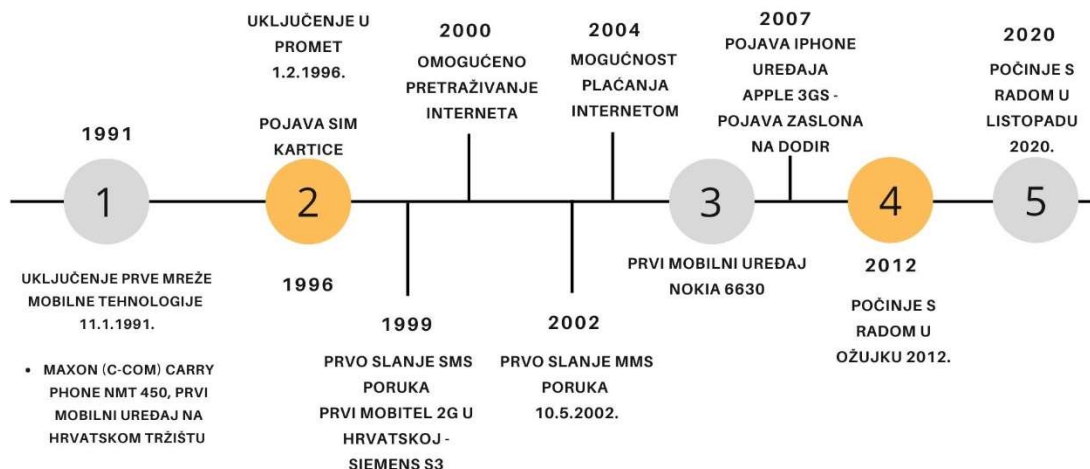 1991
1
UKLJUČENJE PRVE MREŽE
MOBILNE TEHNOLOGIJE
11.1.1991.
• MAXON (C-COM) CARRY
PHONE NMT 450, PRVI
MOBILNI UREĐAJ NA
HRVATSKOM TRŽIŠTU
UKLJUČENJE U
PROMET
1.2.1996.
POJAVA SIM
KARTICE
2
1996
1999
PRVO SLANJE SMS
PORUKA
PRVI MOBITEL 2G U
HRVATSKOJ -
SIEMENS S3
2000
OMOGUĆENO
PRETRAŽIVANJE
INTERNETA
2002
PRVO SLANJE MMS
PORUKA
10.5.2002.
2004
MOGUĆNOST
PLAĆANJA
INTERNETOM
3
PRVI MOBILNI UREĐAJ
NOKIA 6630
2007
POJAVA IPHONE
UREĐAJA
APPLE 3GS -
POJAVA ZASLONA
NA DODIR
4
2012
POČINJE S
RADOM U
OŽUJKU 2012.
2020
POČINJE S
RADOM U
LISTOPADU
2020.
5